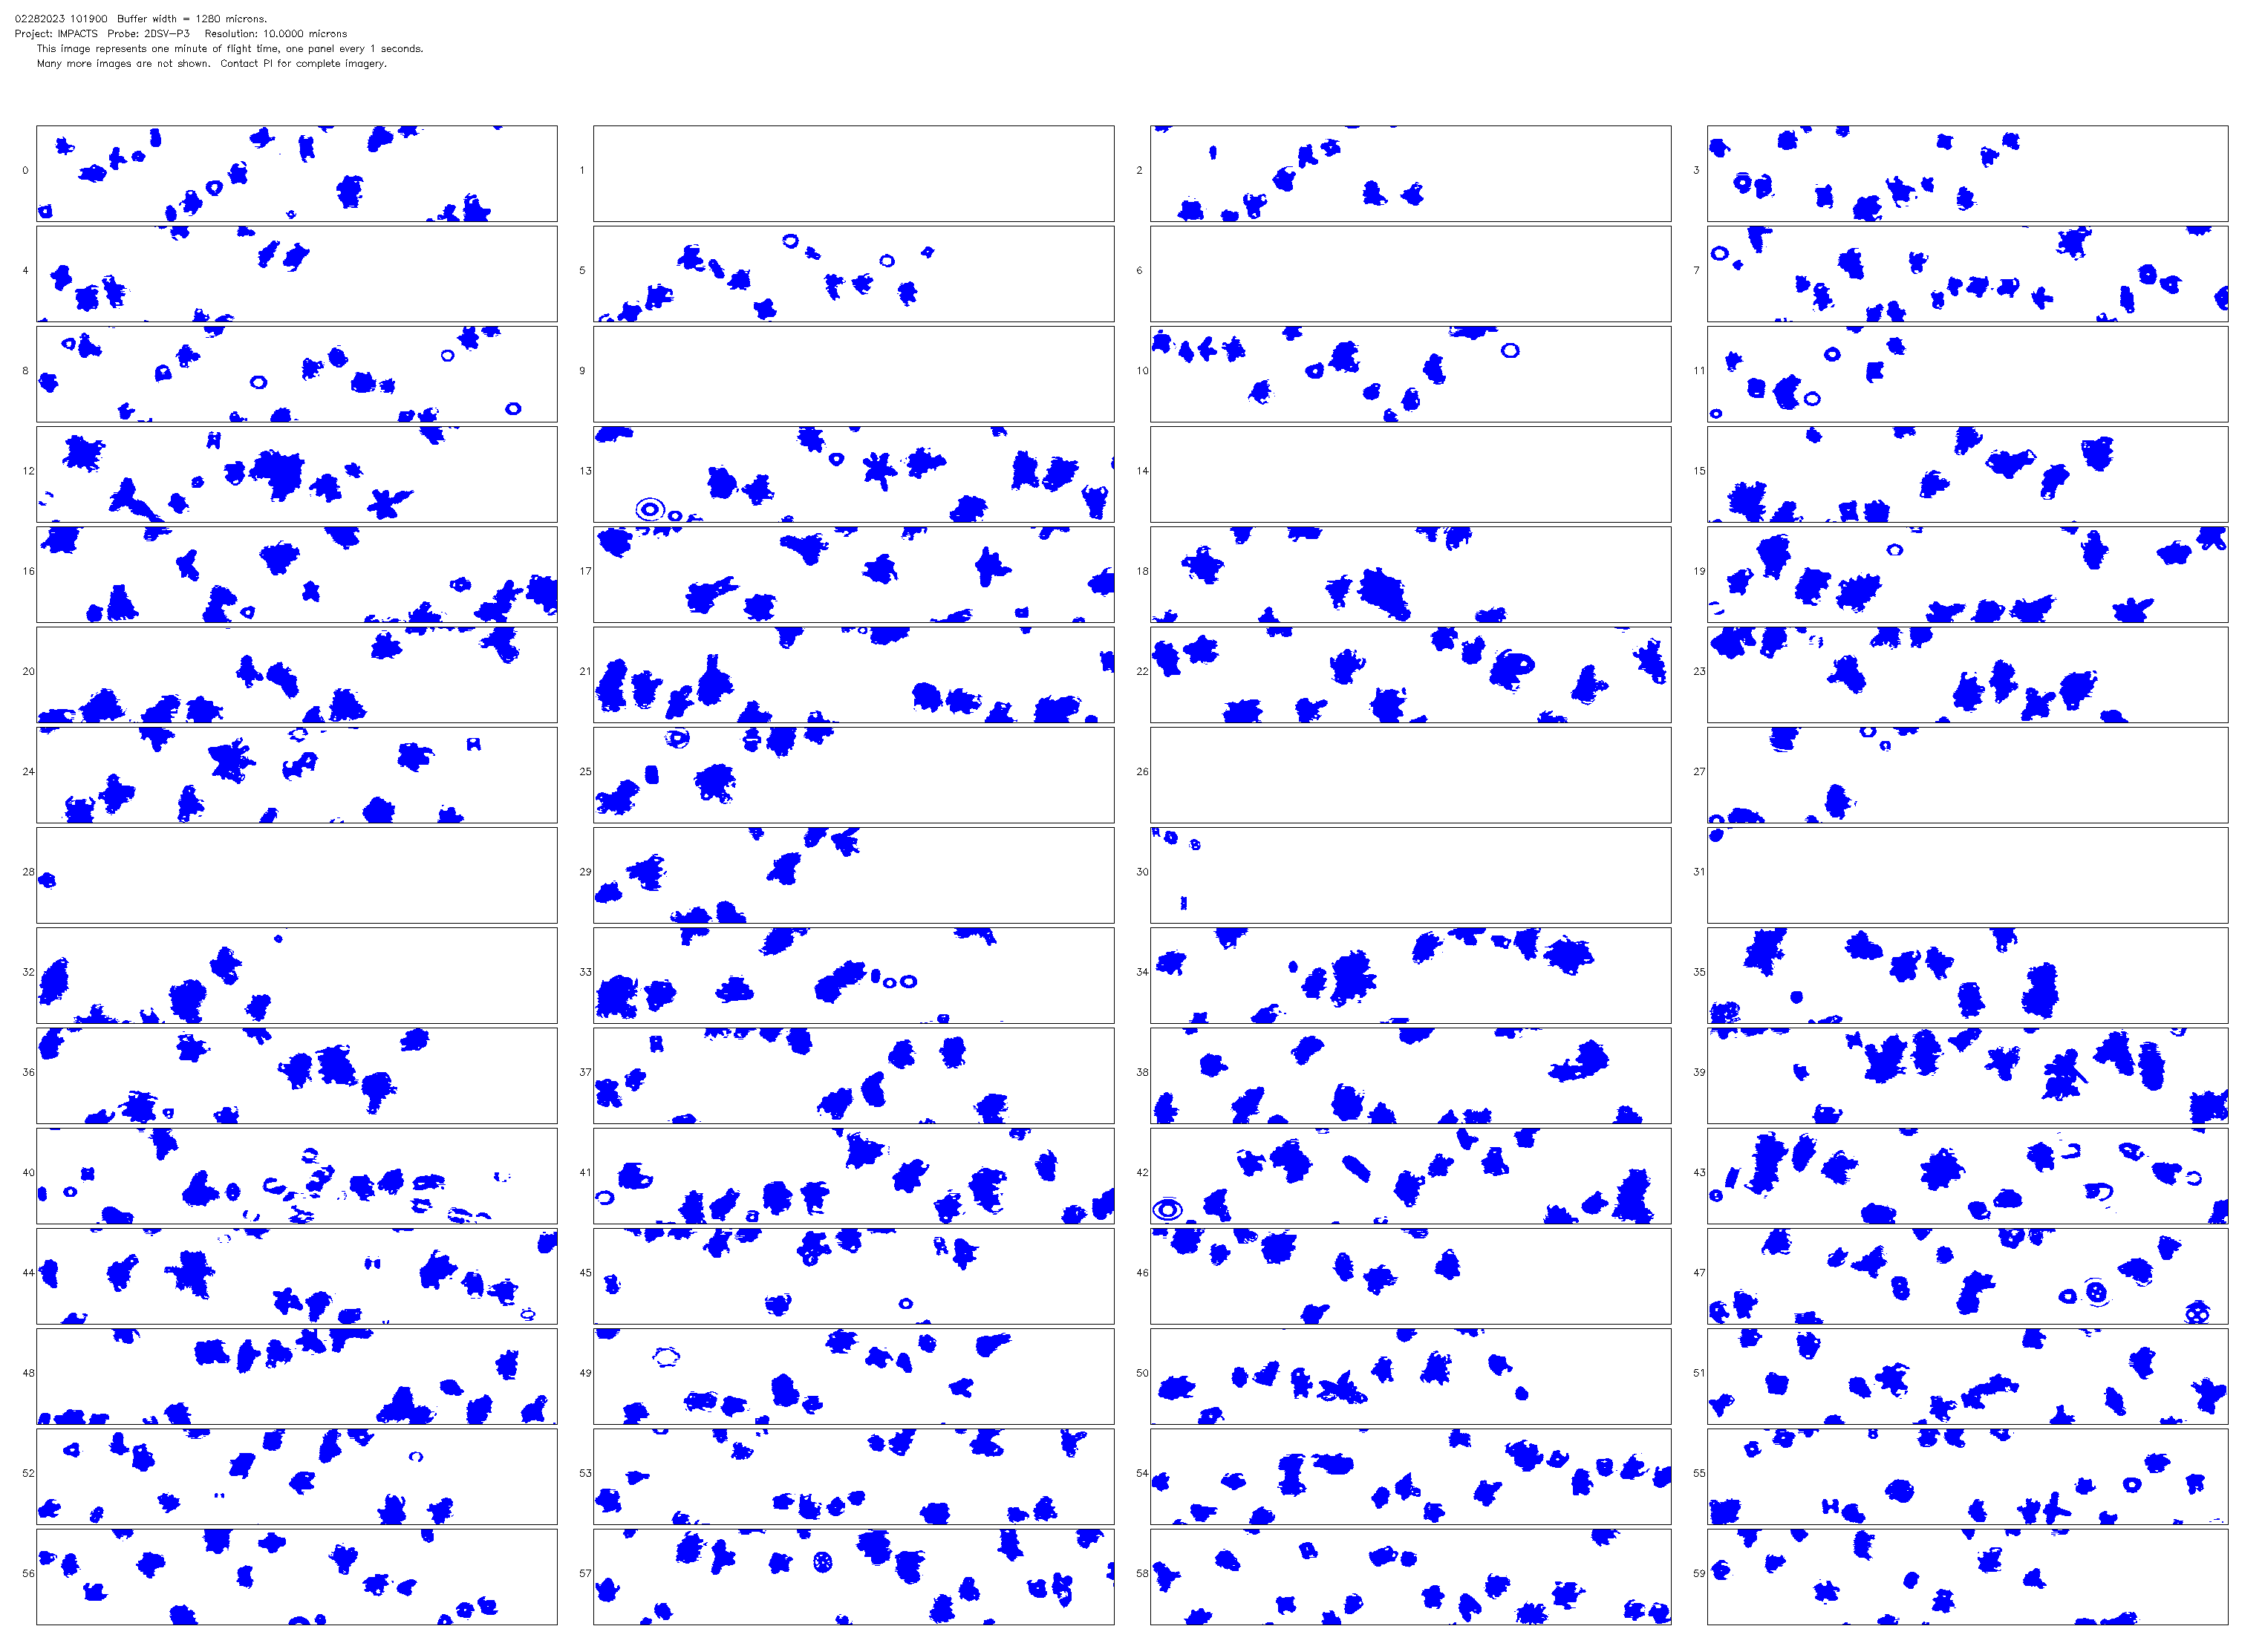 02282023 101900  Buffer width = 1280 microns.
Project: IMPACTS  Probe: 2DSV-P3  Resolution: 10.0000 microns
This image represents one minute of flight time, one panel every 1 seconds.
Many more images are not shown.  Contact PI for complete imagery.
0 1 2 3
4 5 6 7
8 9 10 11
12 13 14 15
16 17 18 19
20 21 22 23
24 25 26 27
28 29 30 31
32 33 34 35
36 37 38 39
40 41 42 43
44 45 46 47
48 49 50 51
52 53 54 55
56 57 58 59